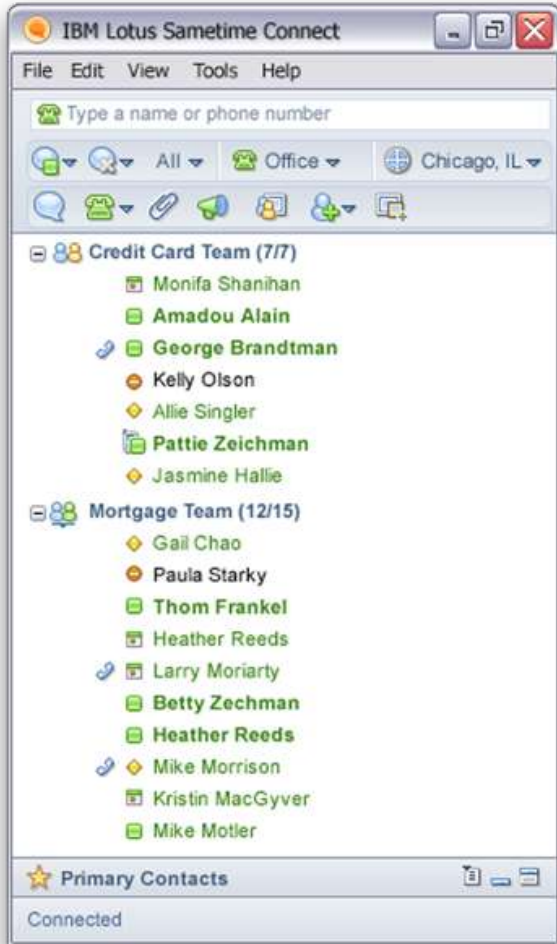 IBM Lotus Sametime Connect
File Edit View Tools Help
Type a name or phone number
All Office Chicago, IL
Credit Card Team (7/7)
Monifa Shanihan
Amadou Alain
George Brandtman
Kelly Olson
Allie Singler
Pattie Zeichman
Jasmine Hallie
Mortgage Team (12/15)
Gail Chao
Paula Starky
Thom Frankel
Heather Reeds
Larry Moriarty
Betty Zechman
Heather Reeds
Mike Morrison
Kristin MacGyver
Mike Motler
Primary Contacts
Connected